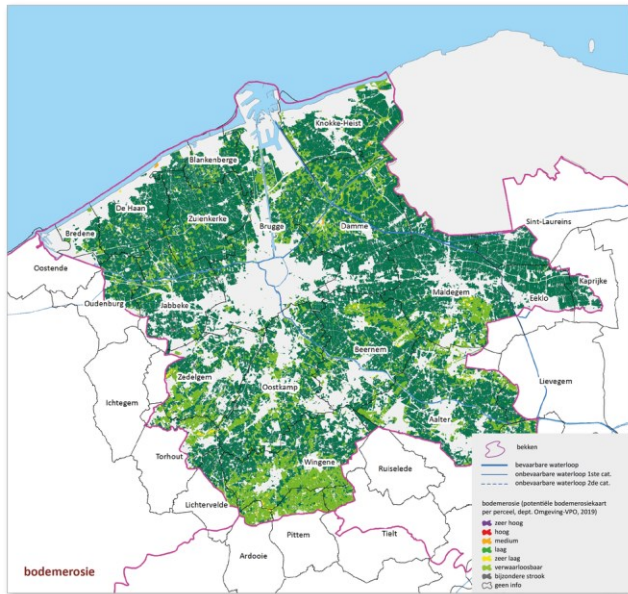 Knokke-Heist
Blankenberge
De Haan
Zuienkerke
Bredene
Brugge
Damme
Sint-Laureins
Oostende
Kaprijke
Oudenburg
Jabbeke
Maldegem
Eeklo
Beernem
Zedelgem
Oostkamp
Lievegem
Ichtegem
Aalter
Torhout
Wingene
Ruiselede
Lichtervelde
Pittem
Tielt
Ardooie
bodemerosie
bekken
bevaarbare waterloop
onbevaarbare waterloop 1ste cat.
onbevaarbare waterloop 2de cat.
bodemerosie (potentiële bodemerosiekaart
per perceel, dept. Omgeving-VPO, 2019)
zeer hoog
hoog
medium
laag
zeer laag
verwaarloosbaar
bijzondere strook
geen info